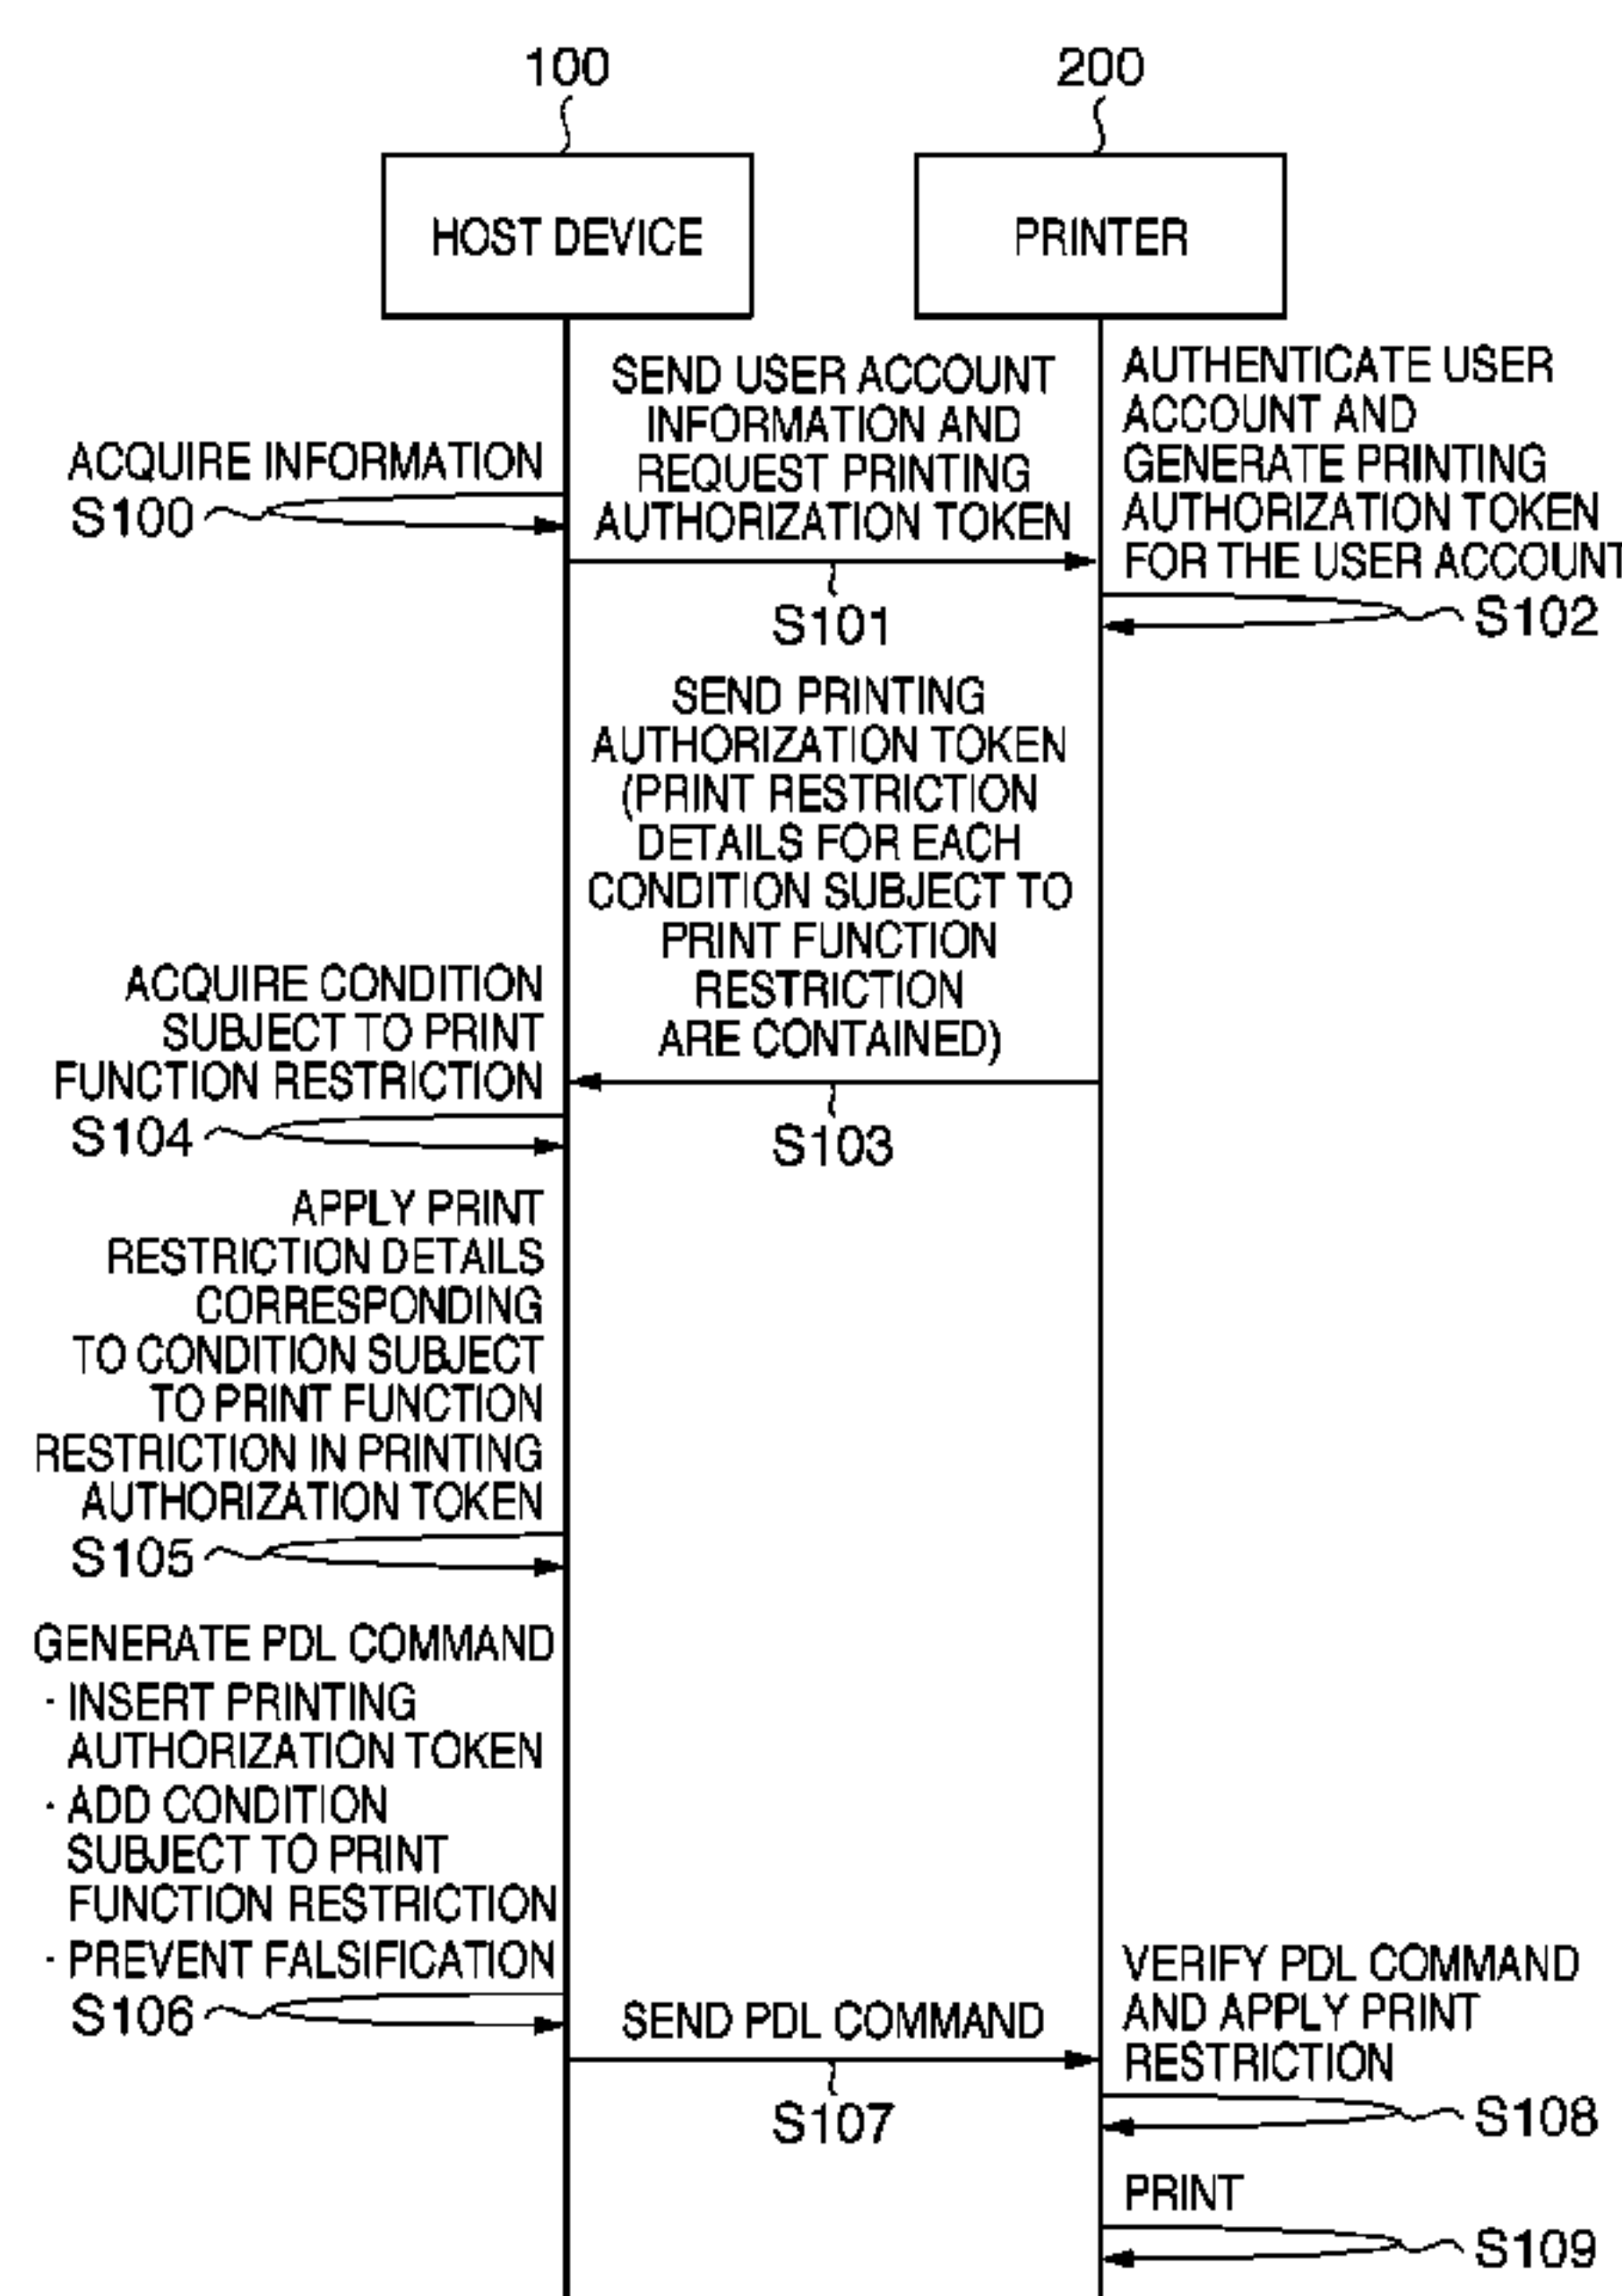 100
200
HOST DEVICE
PRINTER
ACQUIRE INFORMATION
S100
SEND USER ACCOUNT
INFORMATION AND
REQUEST PRINTING
AUTHORIZATION TOKEN
S101
AUTHENTICATE USER
ACCOUNT AND
GENERATE PRINTING
AUTHORIZATION TOKEN
FOR THE USER ACCOUNT
S102
SEND PRINTING
AUTHORIZATION TOKEN
(PRINT RESTRICTION
DETAILS FOR EACH
CONDITION SUBJECT TO
PRINT FUNCTION
RESTRICTION
ARE CONTAINED)
S103
ACQUIRE CONDITION
SUBJECT TO PRINT
FUNCTION RESTRICTION
S104
APPLY PRINT
RESTRICTION DETAILS
CORRESPONDING
TO CONDITION SUBJECT
TO PRINT FUNCTION
RESTRICTION IN PRINTING
AUTHORIZATION TOKEN
S105
GENERATE PDL COMMAND
· INSERT PRINTING
AUTHORIZATION TOKEN
· ADD CONDITION
SUBJECT TO PRINT
FUNCTION RESTRICTION
· PREVENT FALSIFICATION
S106
SEND PDL COMMAND
S107
VERIFY PDL COMMAND
AND APPLY PRINT
RESTRICTION
S108
PRINT
S109